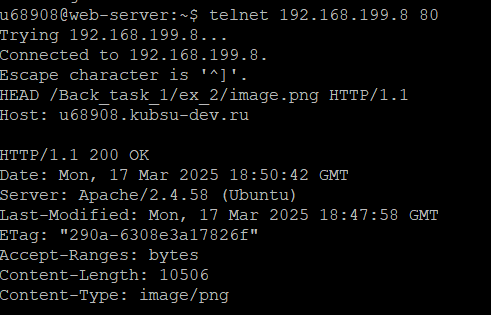 u68908@web-server:~$ telnet 192.168.199.8 80
Trying 192.168.199.8...
Connected to 192.168.199.8.
Escape character is '^]'.
HEAD /Back_task_1/ex_2/image.png HTTP/1.1
Host: u68908.kubsu-dev.ru

HTTP/1.1 200 OK
Date: Mon, 17 Mar 2025 18:50:42 GMT
Server: Apache/2.4.58 (Ubuntu)
Last-Modified: Mon, 17 Mar 2025 18:47:58 GMT
ETag: "290a-6308e3a17826f"
Accept-Ranges: bytes
Content-Length: 10506
Content-Type: image/png